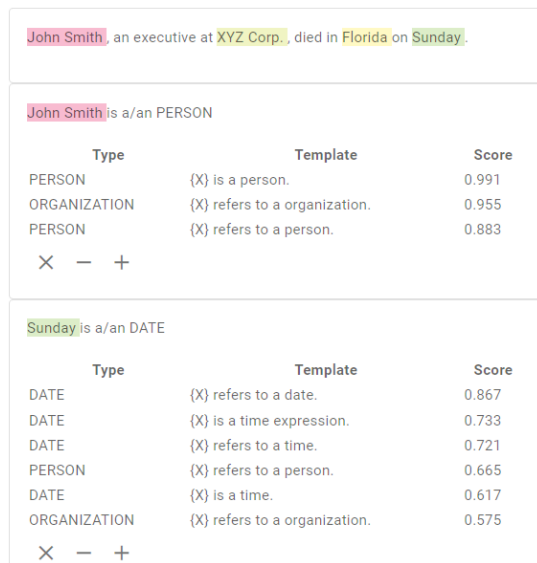 John Smith , an executive at XYZ Corp. , died in Florida on Sunday .
John Smith is a/an PERSON
Type Template Score
PERSON {X} is a person. 0.991
ORGANIZATION {X} refers to a organization. 0.955
PERSON {X} refers to a person. 0.883
× − +
Sunday is a/an DATE
Type Template Score
DATE {X} refers to a date. 0.867
DATE {X} is a time expression. 0.733
DATE {X} refers to a time. 0.721
PERSON {X} refers to a person. 0.665
DATE {X} is a time. 0.617
ORGANIZATION {X} refers to a organization. 0.575
× − +